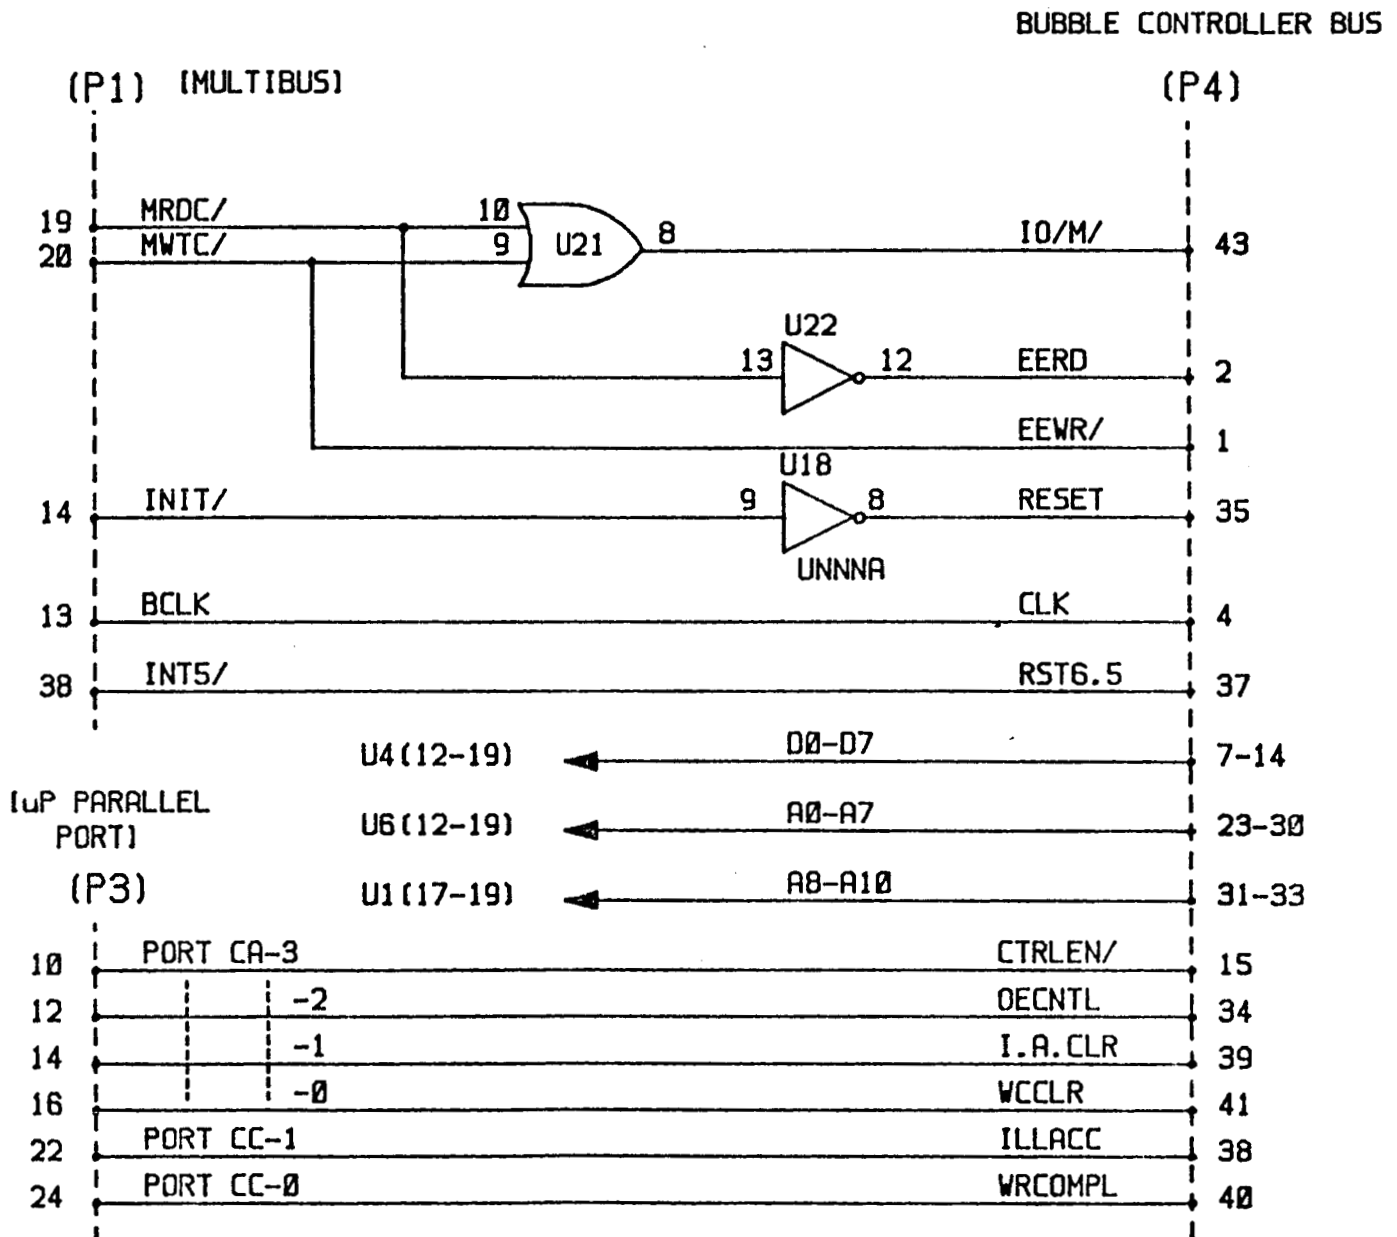 BUBBLE CONTROLLER BUS
(P1) [MULTIBUS] (P4)
19 MRDC/ 10
20 MWTC/ 9 U21 8 IO/M/ 43
U22
13 12 EERD 2
EEWR/ 1
U18
14 INIT/ 9 8 RESET 35
UNNNA
13 BCLK CLK 4
38 INT5/ RST6.5 37
U4(12-19) D0-D7 7-14
[uP PARALLEL
PORT]
U6(12-19) A0-A7 23-30
(P3)
U1(17-19) A8-A10 31-33
10 PORT CA-3 CTRLEN/ 15
12 -2 OECNTL 34
14 -1 I.A.CLR 39
16 -0 WCCLR 41
22 PORT CC-1 ILLACC 38
24 PORT CC-0 WRCOMPL 40